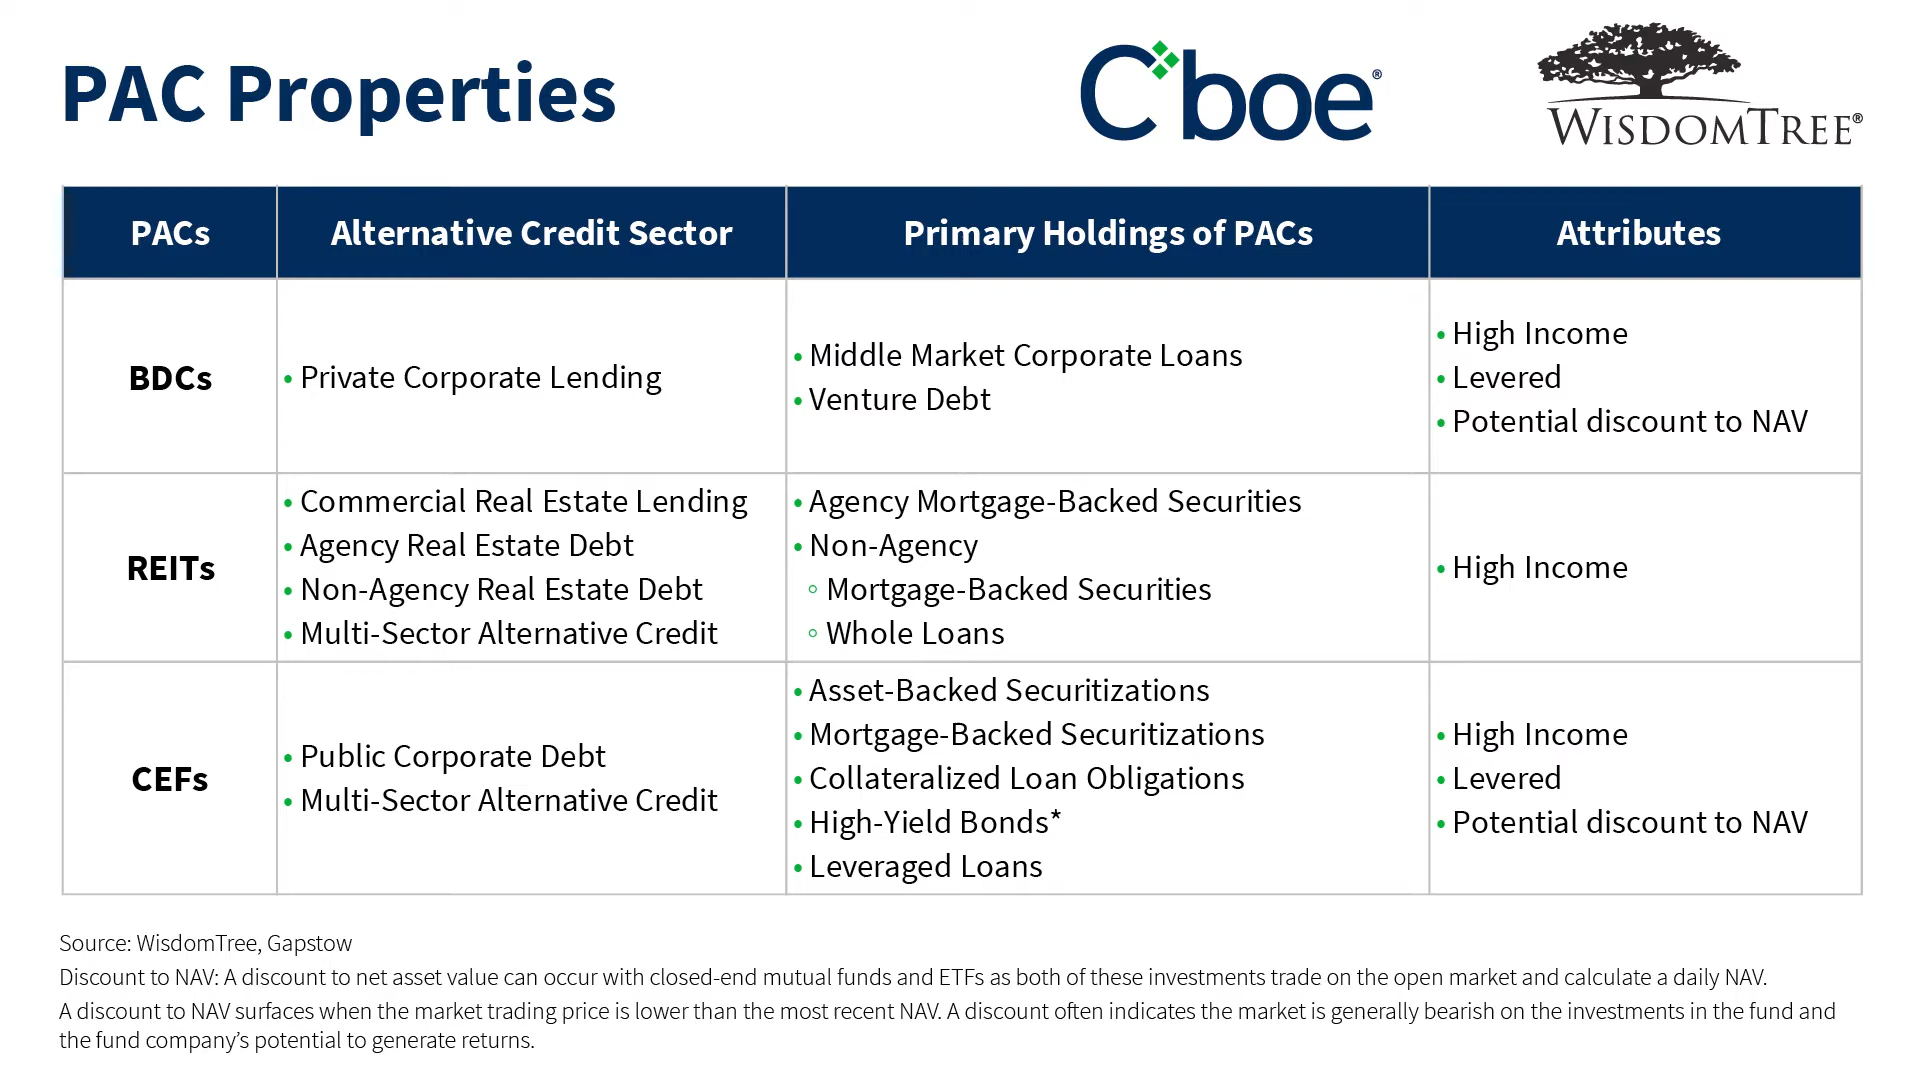 PAC Properties
Cboe®
WISDOMTREE®
PACs
Alternative Credit Sector
Primary Holdings of PACs
Attributes
BDCs
• Private Corporate Lending
• Middle Market Corporate Loans
• Venture Debt
• High Income
• Levered
• Potential discount to NAV
REITs
• Commercial Real Estate Lending
• Agency Real Estate Debt
• Non-Agency Real Estate Debt
• Multi-Sector Alternative Credit
• Agency Mortgage-Backed Securities
• Non-Agency
◦ Mortgage-Backed Securities
◦ Whole Loans
• High Income
CEFs
• Public Corporate Debt
• Multi-Sector Alternative Credit
• Asset-Backed Securitizations
• Mortgage-Backed Securitizations
• Collateralized Loan Obligations
• High-Yield Bonds*
• Leveraged Loans
• High Income
• Levered
• Potential discount to NAV
Source: WisdomTree, Gapstow
Discount to NAV: A discount to net asset value can occur with closed-end mutual funds and ETFs as both of these investments trade on the open market and calculate a daily NAV.
A discount to NAV surfaces when the market trading price is lower than the most recent NAV. A discount often indicates the market is generally bearish on the investments in the fund and
the fund company's potential to generate returns.